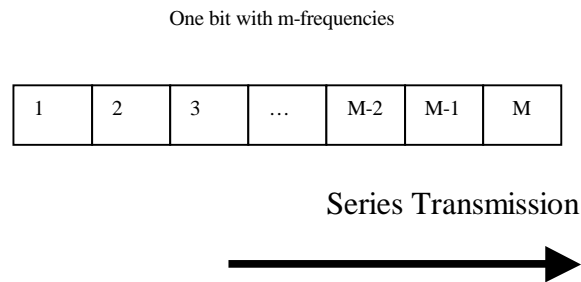 One bit with m-frequencies
1 2 3 … M-2 M-1 M
Series Transmission